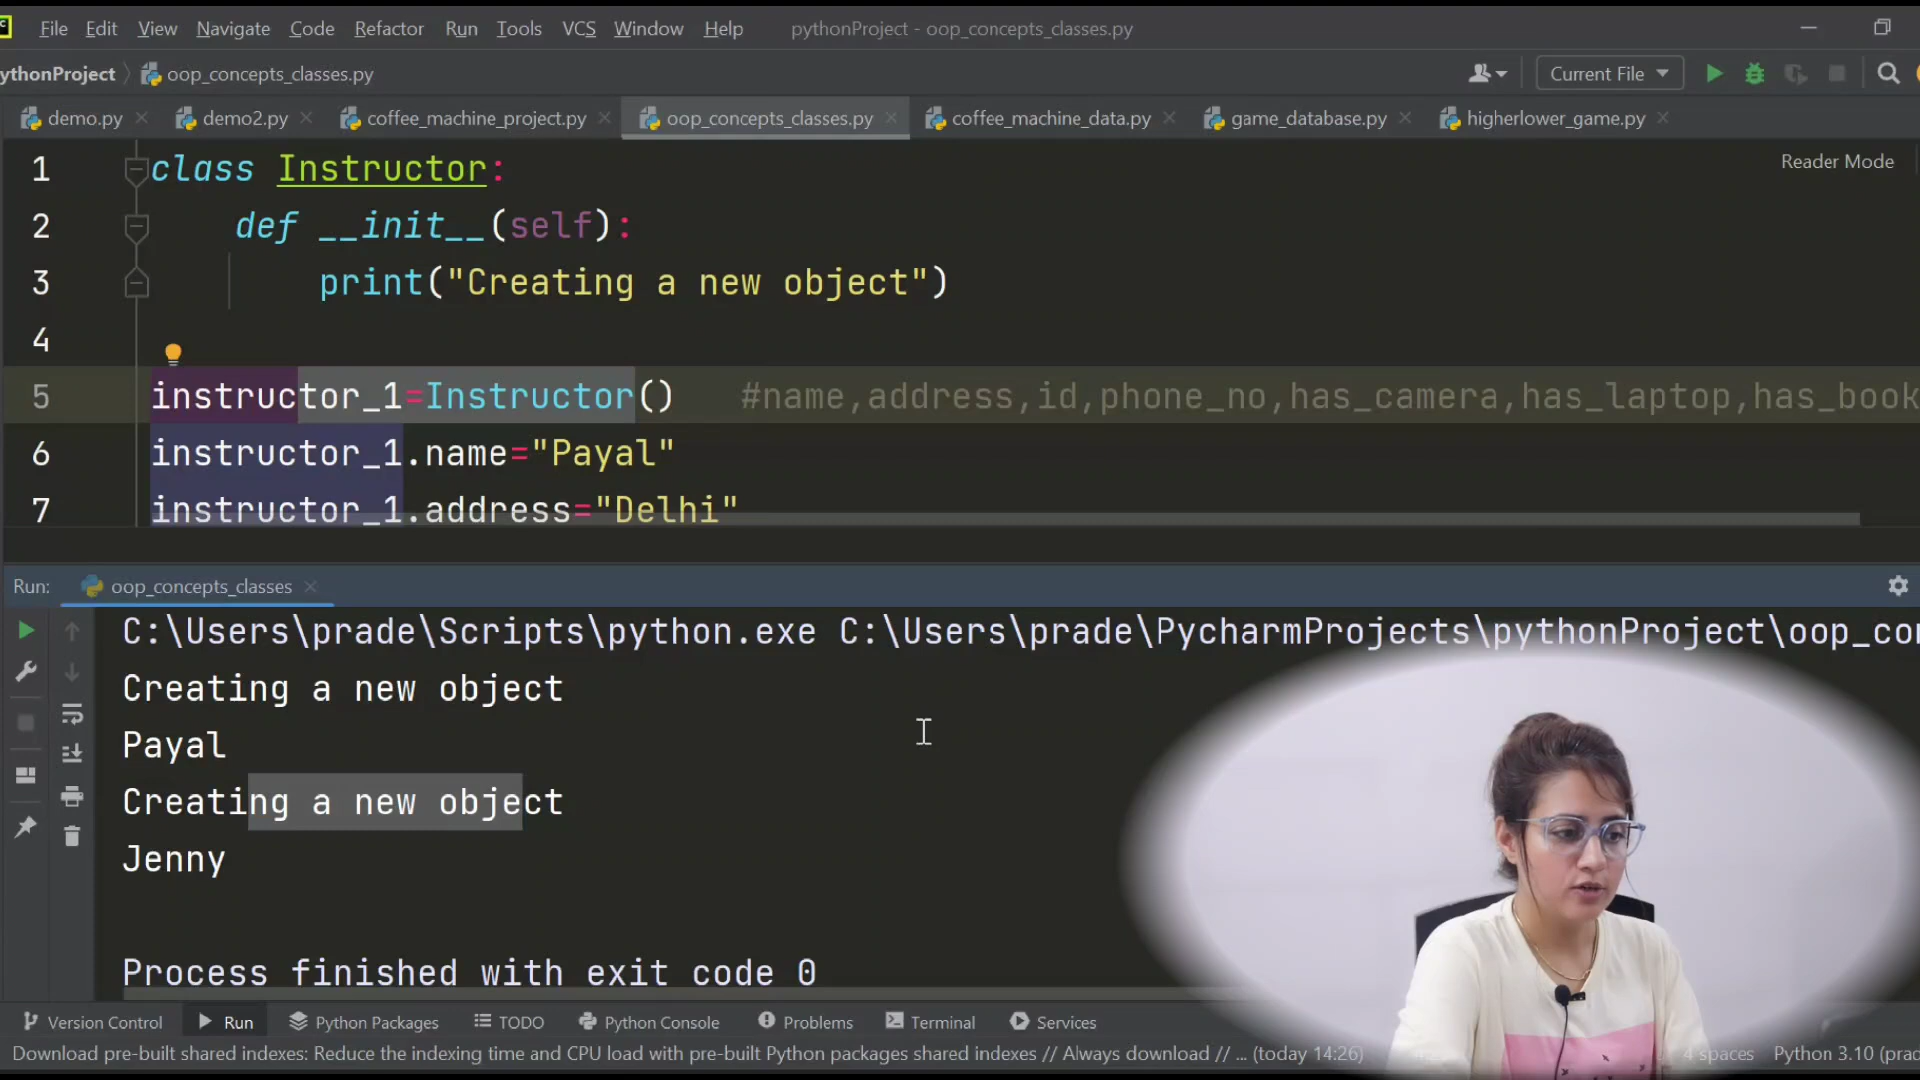 File Edit View Navigate Code Refactor Run Tools VCS Window Help pythonProject - oop_concepts_classes.py
ythonProject oop_concepts_classes.py Current File
demo.py demo2.py coffee_machine_project.py oop_concepts_classes.py coffee_machine_data.py game_database.py higherlower_game.py
Reader Mode
1 class Instructor:
2 def __init__(self):
3 print("Creating a new object")
4
5 instructor_1=Instructor() #name,address,id,phone_no,has_camera,has_laptop,has_book
6 instructor_1.name="Payal"
7 instructor_1.address="Delhi"
Run: oop_concepts_classes
C:\Users\prade\Scripts\python.exe C:\Users\prade\PycharmProjects\pythonProject\oop_con
Creating a new object
Payal
Creating a new object
Jenny
Process finished with exit code 0
Version Control Run Python Packages TODO Python Console Problems Terminal Services
Download pre-built shared indexes: Reduce the indexing time and CPU load with pre-built Python packages shared indexes // Always download // ... (today 14:26) 4 spaces Python 3.10 (prad